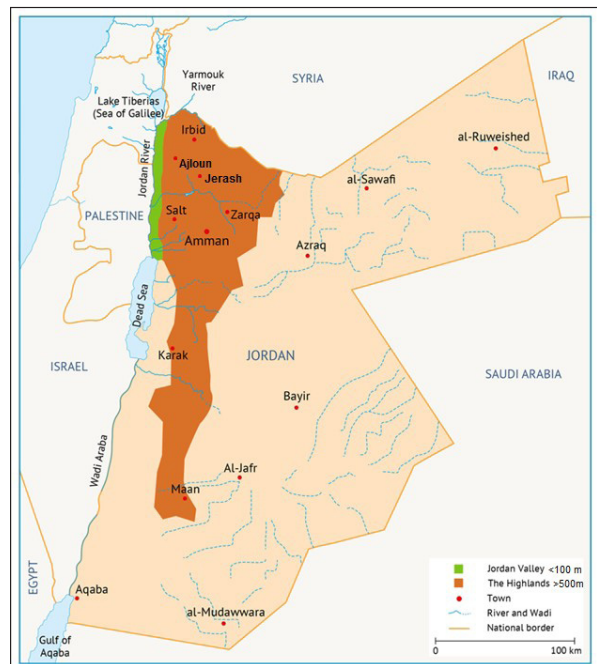 SYRIA
IRAQ
Yarmouk
River
Lake Tiberias
(Sea of Galilee)
Irbid
Ajloun
Jerash
al-Ruweished
al-Sawafi
Jordan River
PALESTINE
Salt
Zarqa
Amman
Azraq
Dead Sea
Karak
JORDAN
ISRAEL
SAUDI ARABIA
Bayir
Wadi Araba
Al-Jafr
Maan
EGYPT
Aqaba
al-Mudawwara
Gulf of
Aqaba
Jordan Valley <100 m
The Highlands >500m
Town
River and Wadi
National border
0 100 km